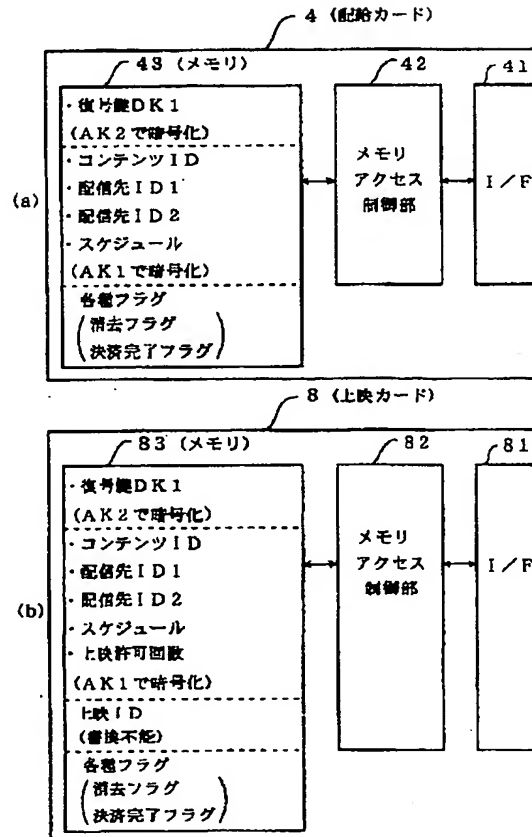 4 (配給カード)
43 (メモリ)
42
41
・復号鍵DK1
(AK2で暗号化)
・コンテンツID
・配信先ID1
・配信先ID2
・スケジュール
(AK1で暗号化)
各種フラグ
(消去フラグ
決済完了フラグ)
メモリ
アクセス
制御部
I/F
(a)
8 (上映カード)
83 (メモリ)
82
81
・復号鍵DK1
(AK2で暗号化)
・コンテンツID
・配信先ID1
・配信先ID2
・スケジュール
・上映許可回数
(AK1で暗号化)
上映ID
(書換不能)
各種フラグ
(消去フラグ
決済完了フラグ)
メモリ
アクセス
制御部
I/F
(b)